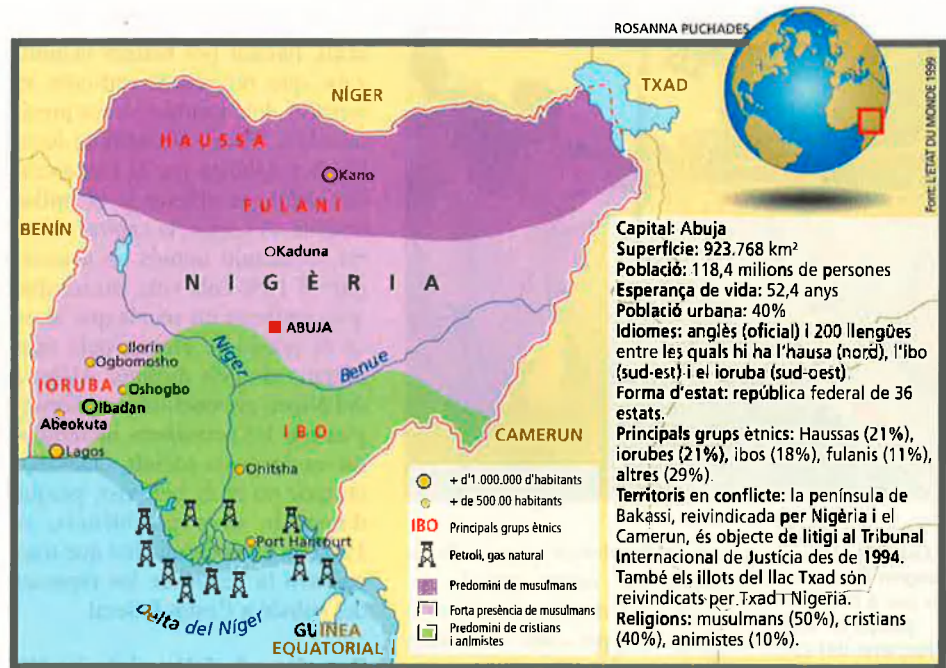 ROSANNA PUCHADES
Font: L'ETAT DU MONDE 1999
NÍGER
TXAD
HAUSSA
Kano
FULANI
BENÍN
Kaduna
NIGÈRIA
ABUJA
Ilorin
Ogbomosho
Níger
Benue
IORUBA
Oshogbo
Ibadan
Abeokuta
IBO
CAMERUN
Lagos
Onitsha
Port Hartpurt
Delta del Níger
GUINEA
EQUATORIAL
+ d'1.000.000 d'habitants
+ de 500.00 habitants
IBO Principals grups ètnics
Petroli, gas natural
Predomini de musulmans
Forta presència de musulmans
Predomini de cristians
i animistes
Capital: Abuja
Superfície: 923.768 km²
Població: 118,4 milions de persones
Esperança de vida: 52,4 anys
Població urbana: 40%
Idiomes: anglès (oficial) i 200 llengües
entre les quals hi ha l'hausa (nord), l'ibo
(sud-est) i el ioruba (sud-oest)
Forma d'estat: república federal de 36
estats.
Principals grups ètnics: Haussas (21%),
iorubes (21%), ibos (18%), fulanis (11%),
altres (29%).
Territoris en conflicte: la península de
Bakassi, reivindicada per Nigèria i el
Camerun, és objecte de litigi al Tribunal
Internacional de Justícia des de 1994.
També els illots del llac Txad són
reivindicats per Txad i Nigèria.
Religions: musulmans (50%), cristians
(40%), animistes (10%).